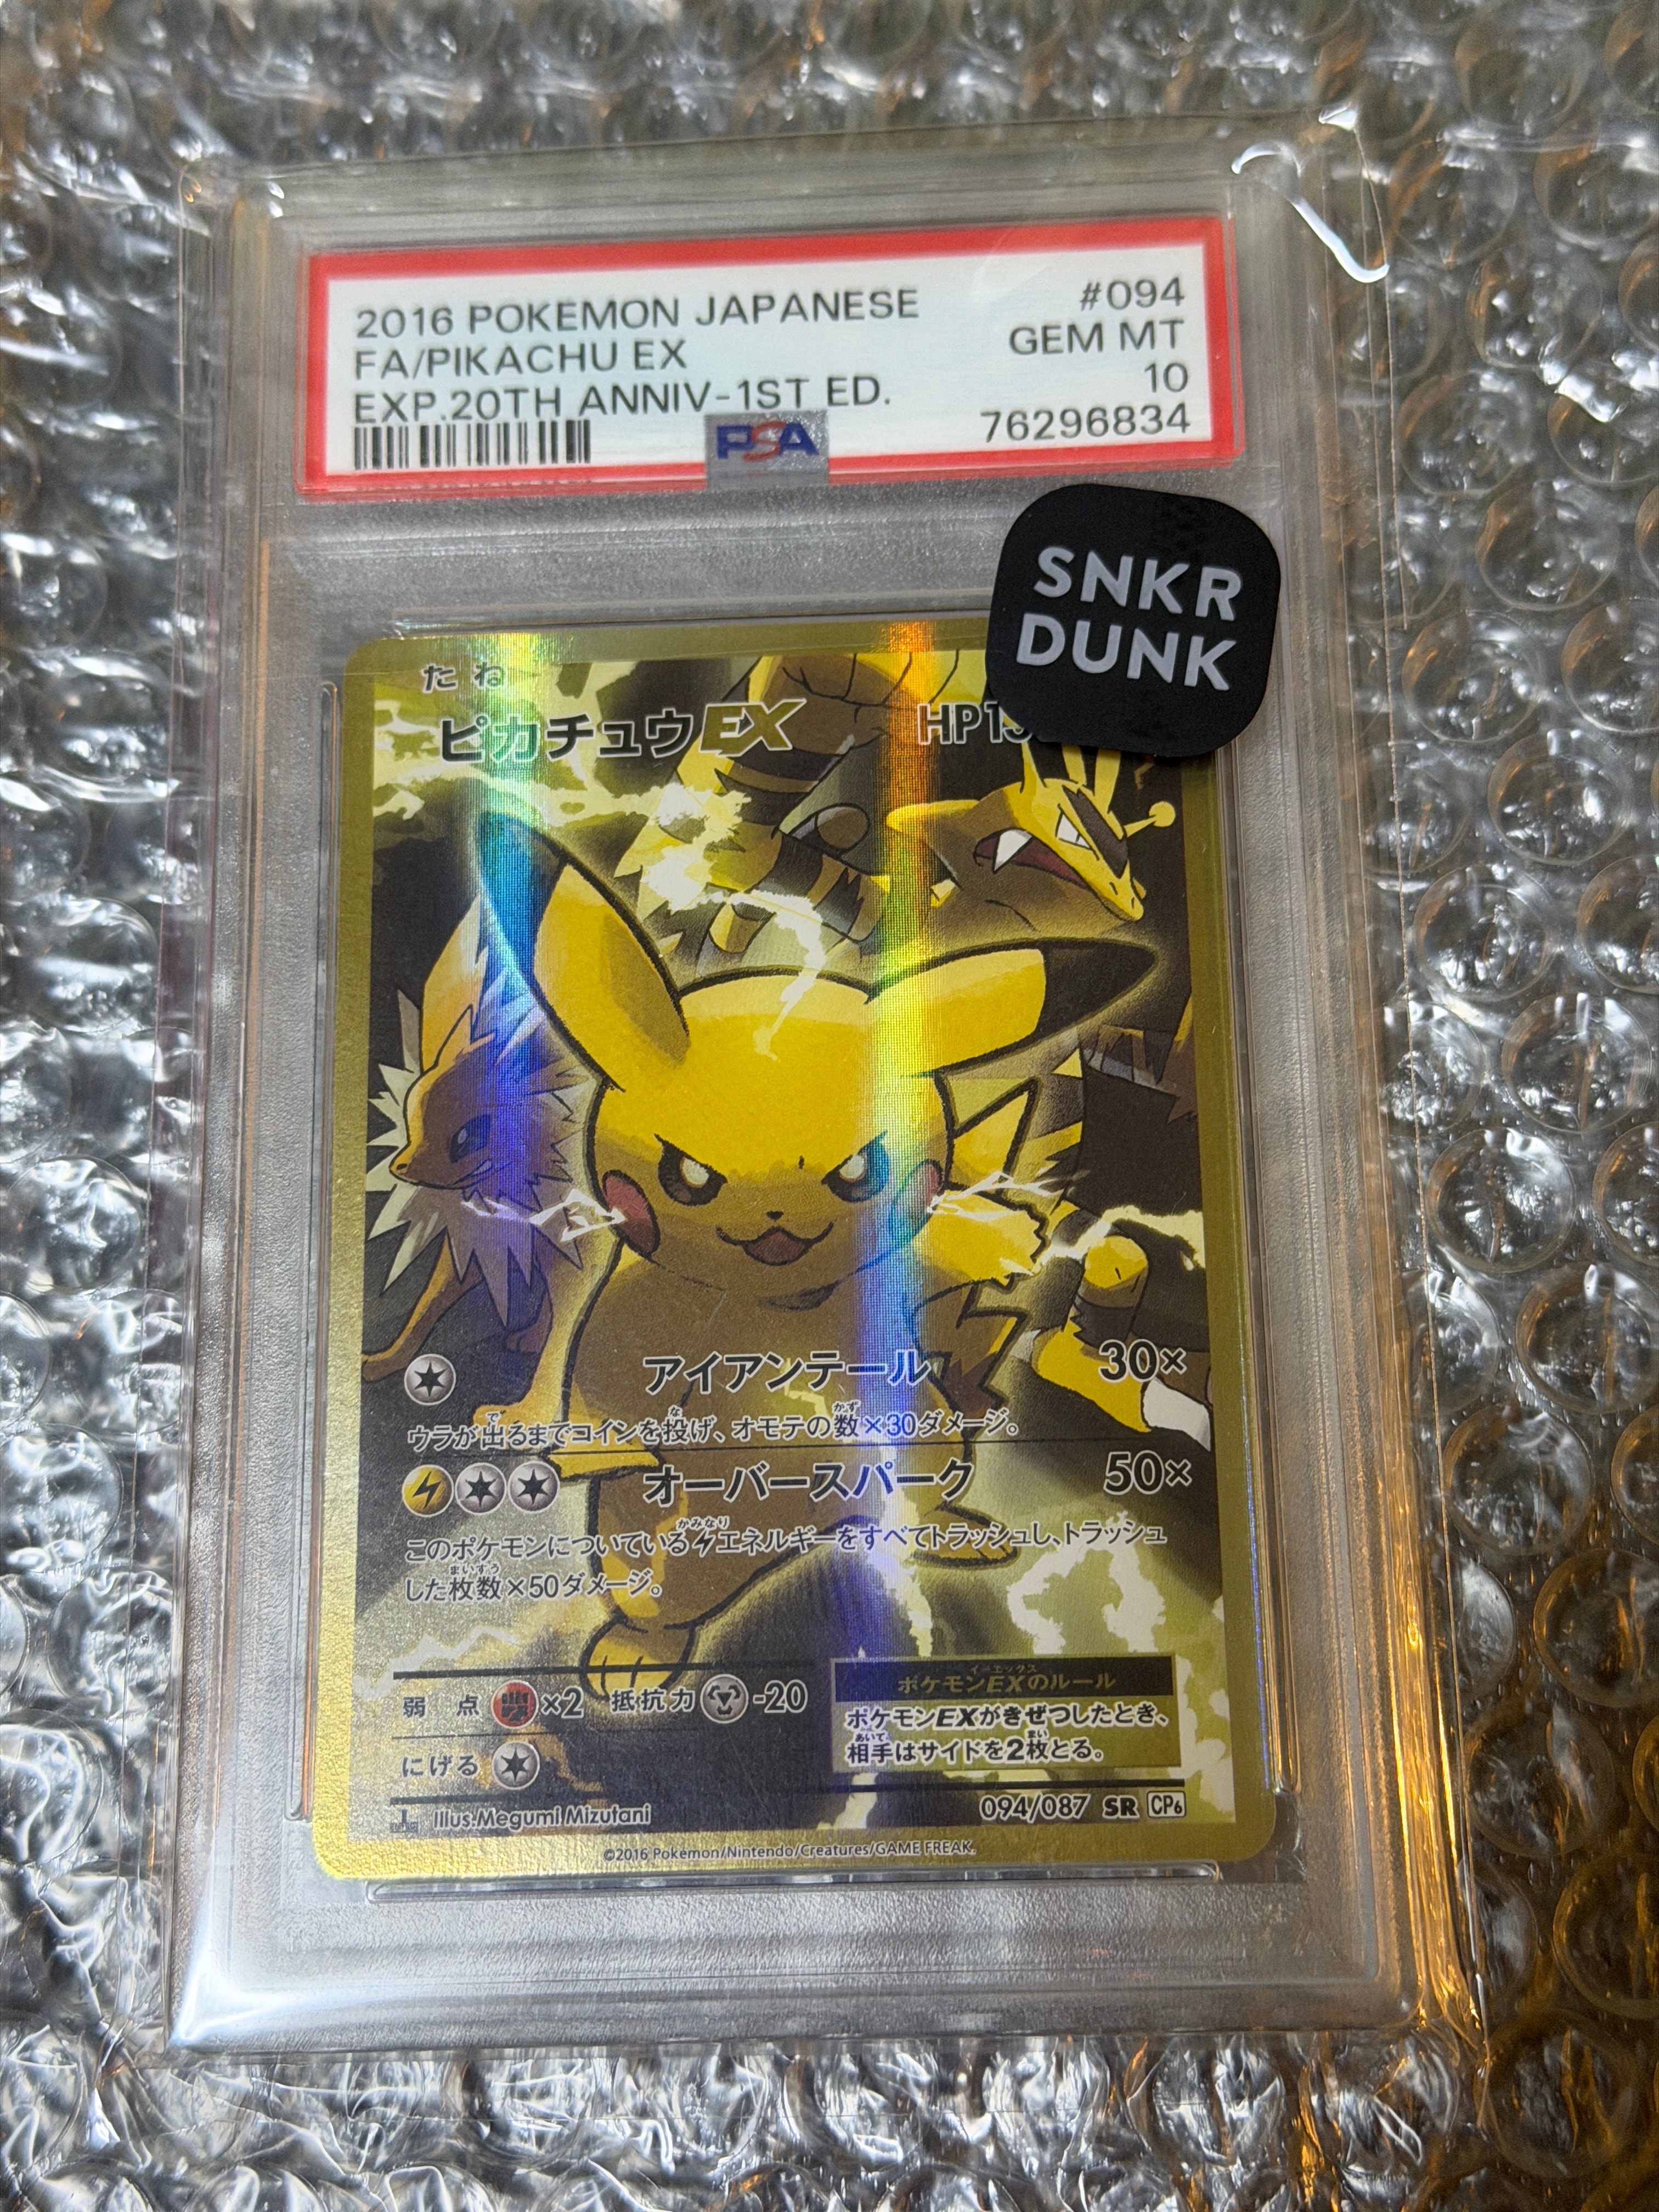 2016 POKEMON JAPANESE #094
FA/PIKACHU EX GEM MT
EXP.20TH ANNIV-1ST ED. 10
PSA 76296834
SNKR
DUNK
たね
ピカチュウEX HP
アイアンテール 30×
ウラが出るまでコインを投げ、オモテの数×30ダメージ。
オーバースパーク 50×
このポケモンについているエネルギーをすべてトラッシュし、トラッシュ
した枚数×50ダメージ。
弱点 ×2 抵抗力 -20
ポケモンEXのルール
ポケモンEXがきぜつしたとき、
相手はサイドを2枚とる。
にげる
Illus.Megumi Mizutani 094/087 SR CP6
©2016 Pokémon/Nintendo/Creatures/GAME FREAK.